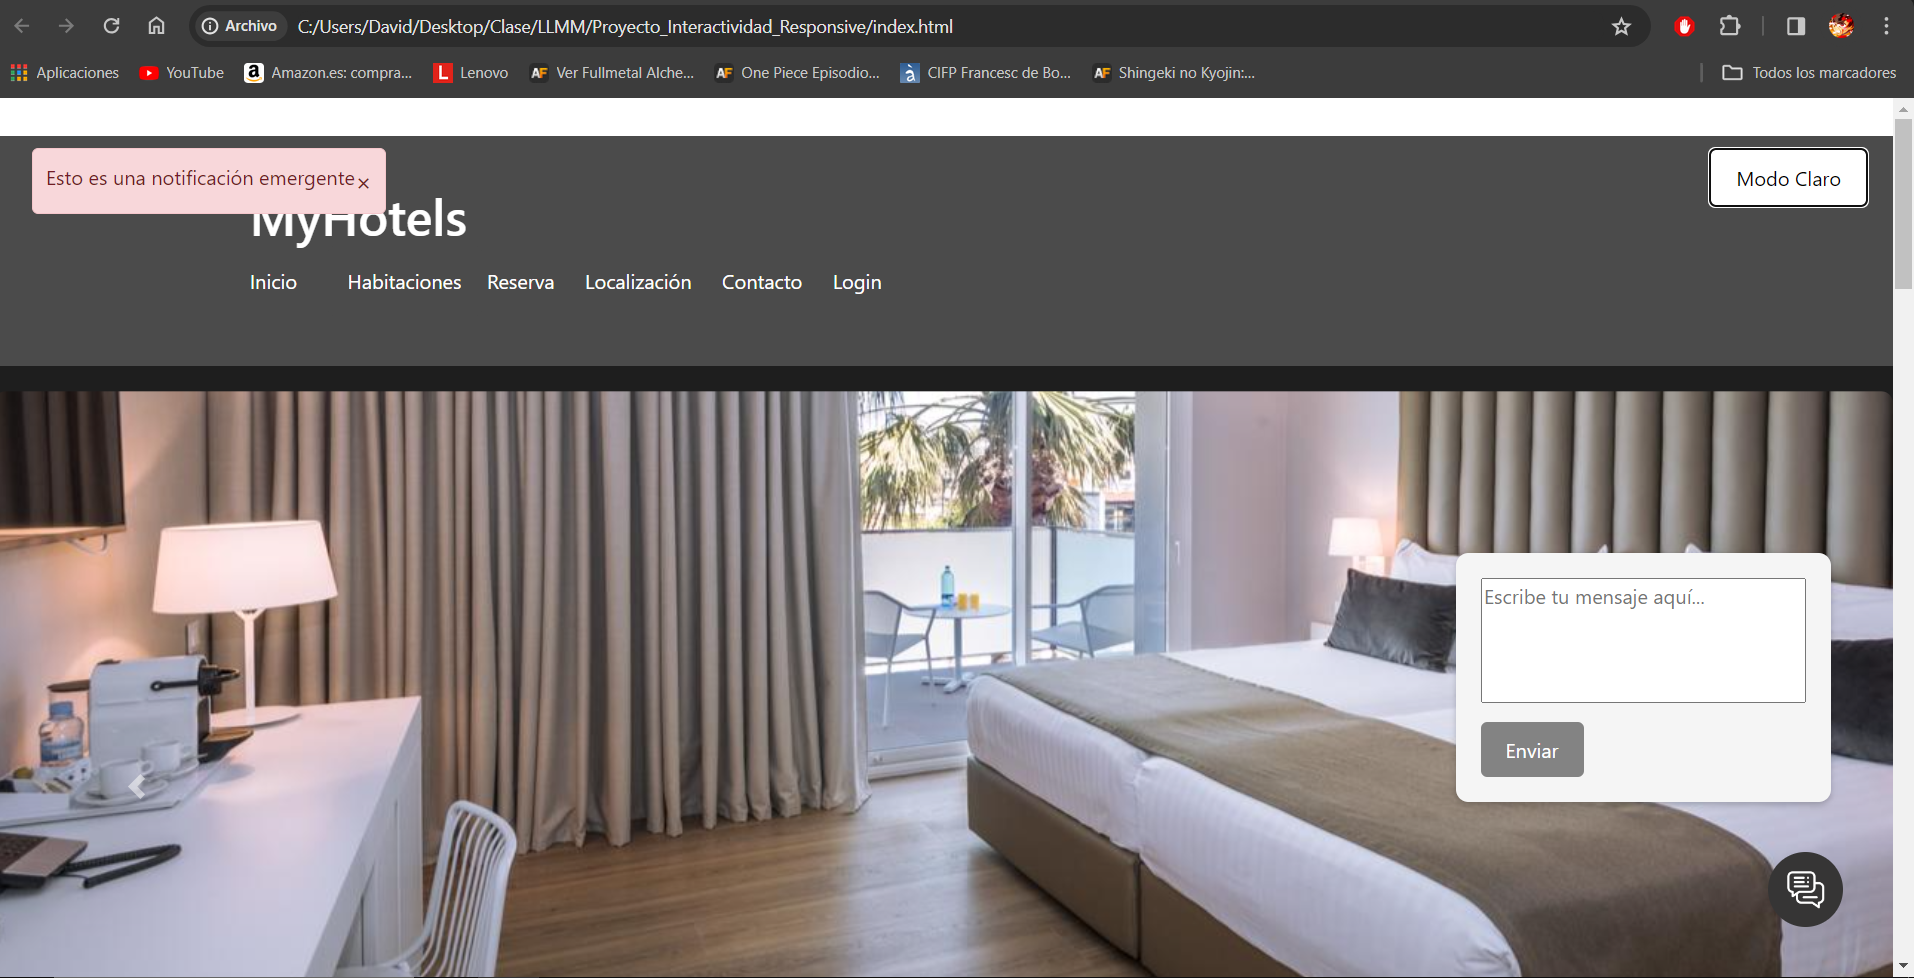 Archivo C:/Users/David/Desktop/Clase/LLMM/Proyecto_Interactividad_Responsive/index.html
Aplicaciones YouTube Amazon.es: compra... Lenovo Ver Fullmetal Alche... One Piece Episodio... CIFP Francesc de Bo... Shingeki no Kyojin:... Todos los marcadores
Esto es una notificación emergente ×
Modo Claro
MyHotels
Inicio Habitaciones Reserva Localización Contacto Login
Escribe tu mensaje aquí...
Enviar